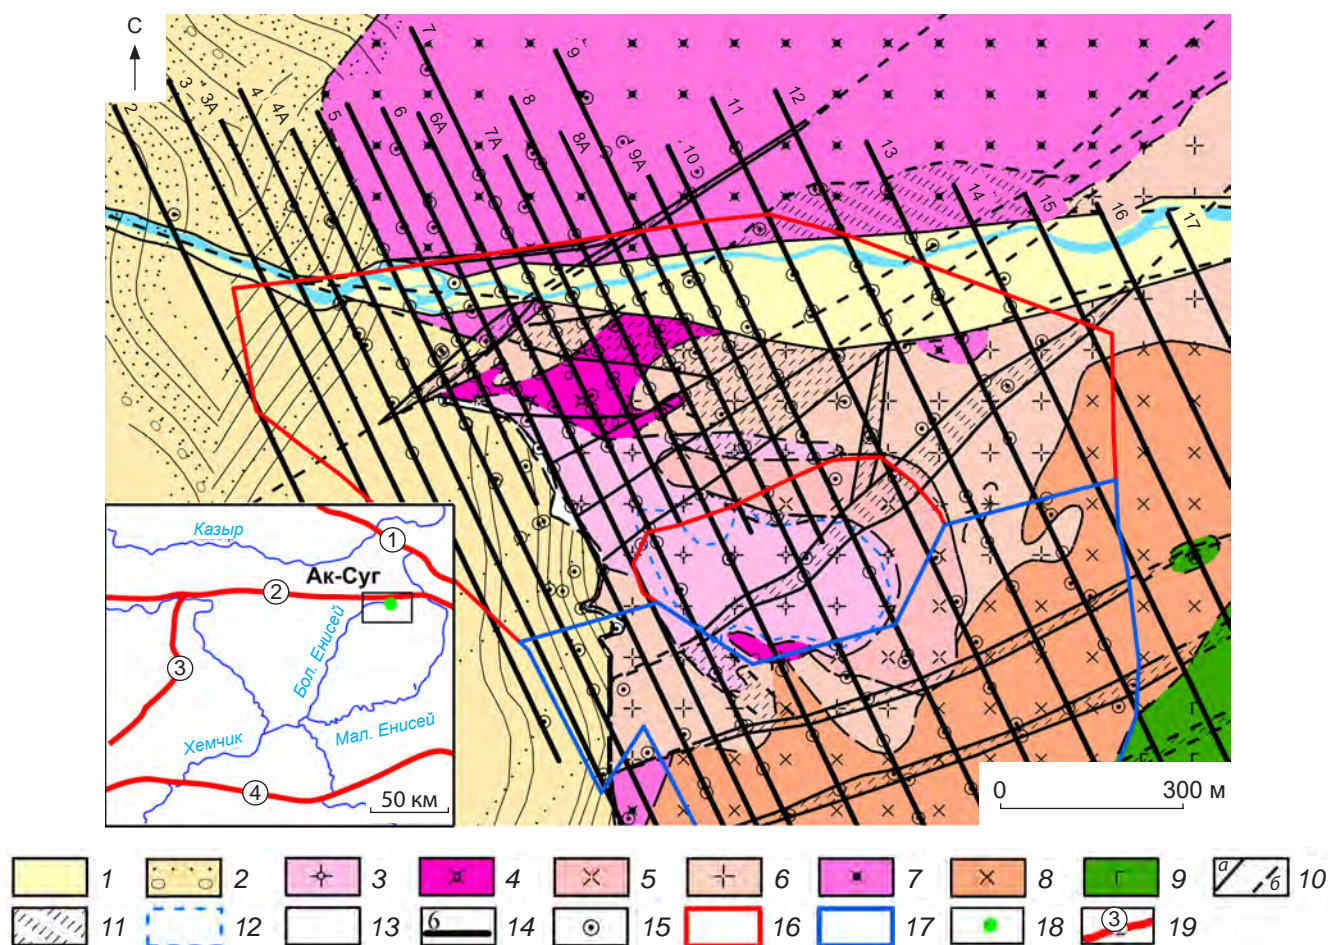 С
2
3
3А
4
4А
5
6
6А
7
7А
8
8А
9
9А
10
11
12
13
14
15
16
17
Казыр
1
Ак-Суг
2
Бол. Енисей
3
Хемчик
Мал. Енисей
4
50 км
0 300 м
1 2 3 4 5 6 7 8 9 а б 10
11 12 13 6 14 15 16 17 18 3 19